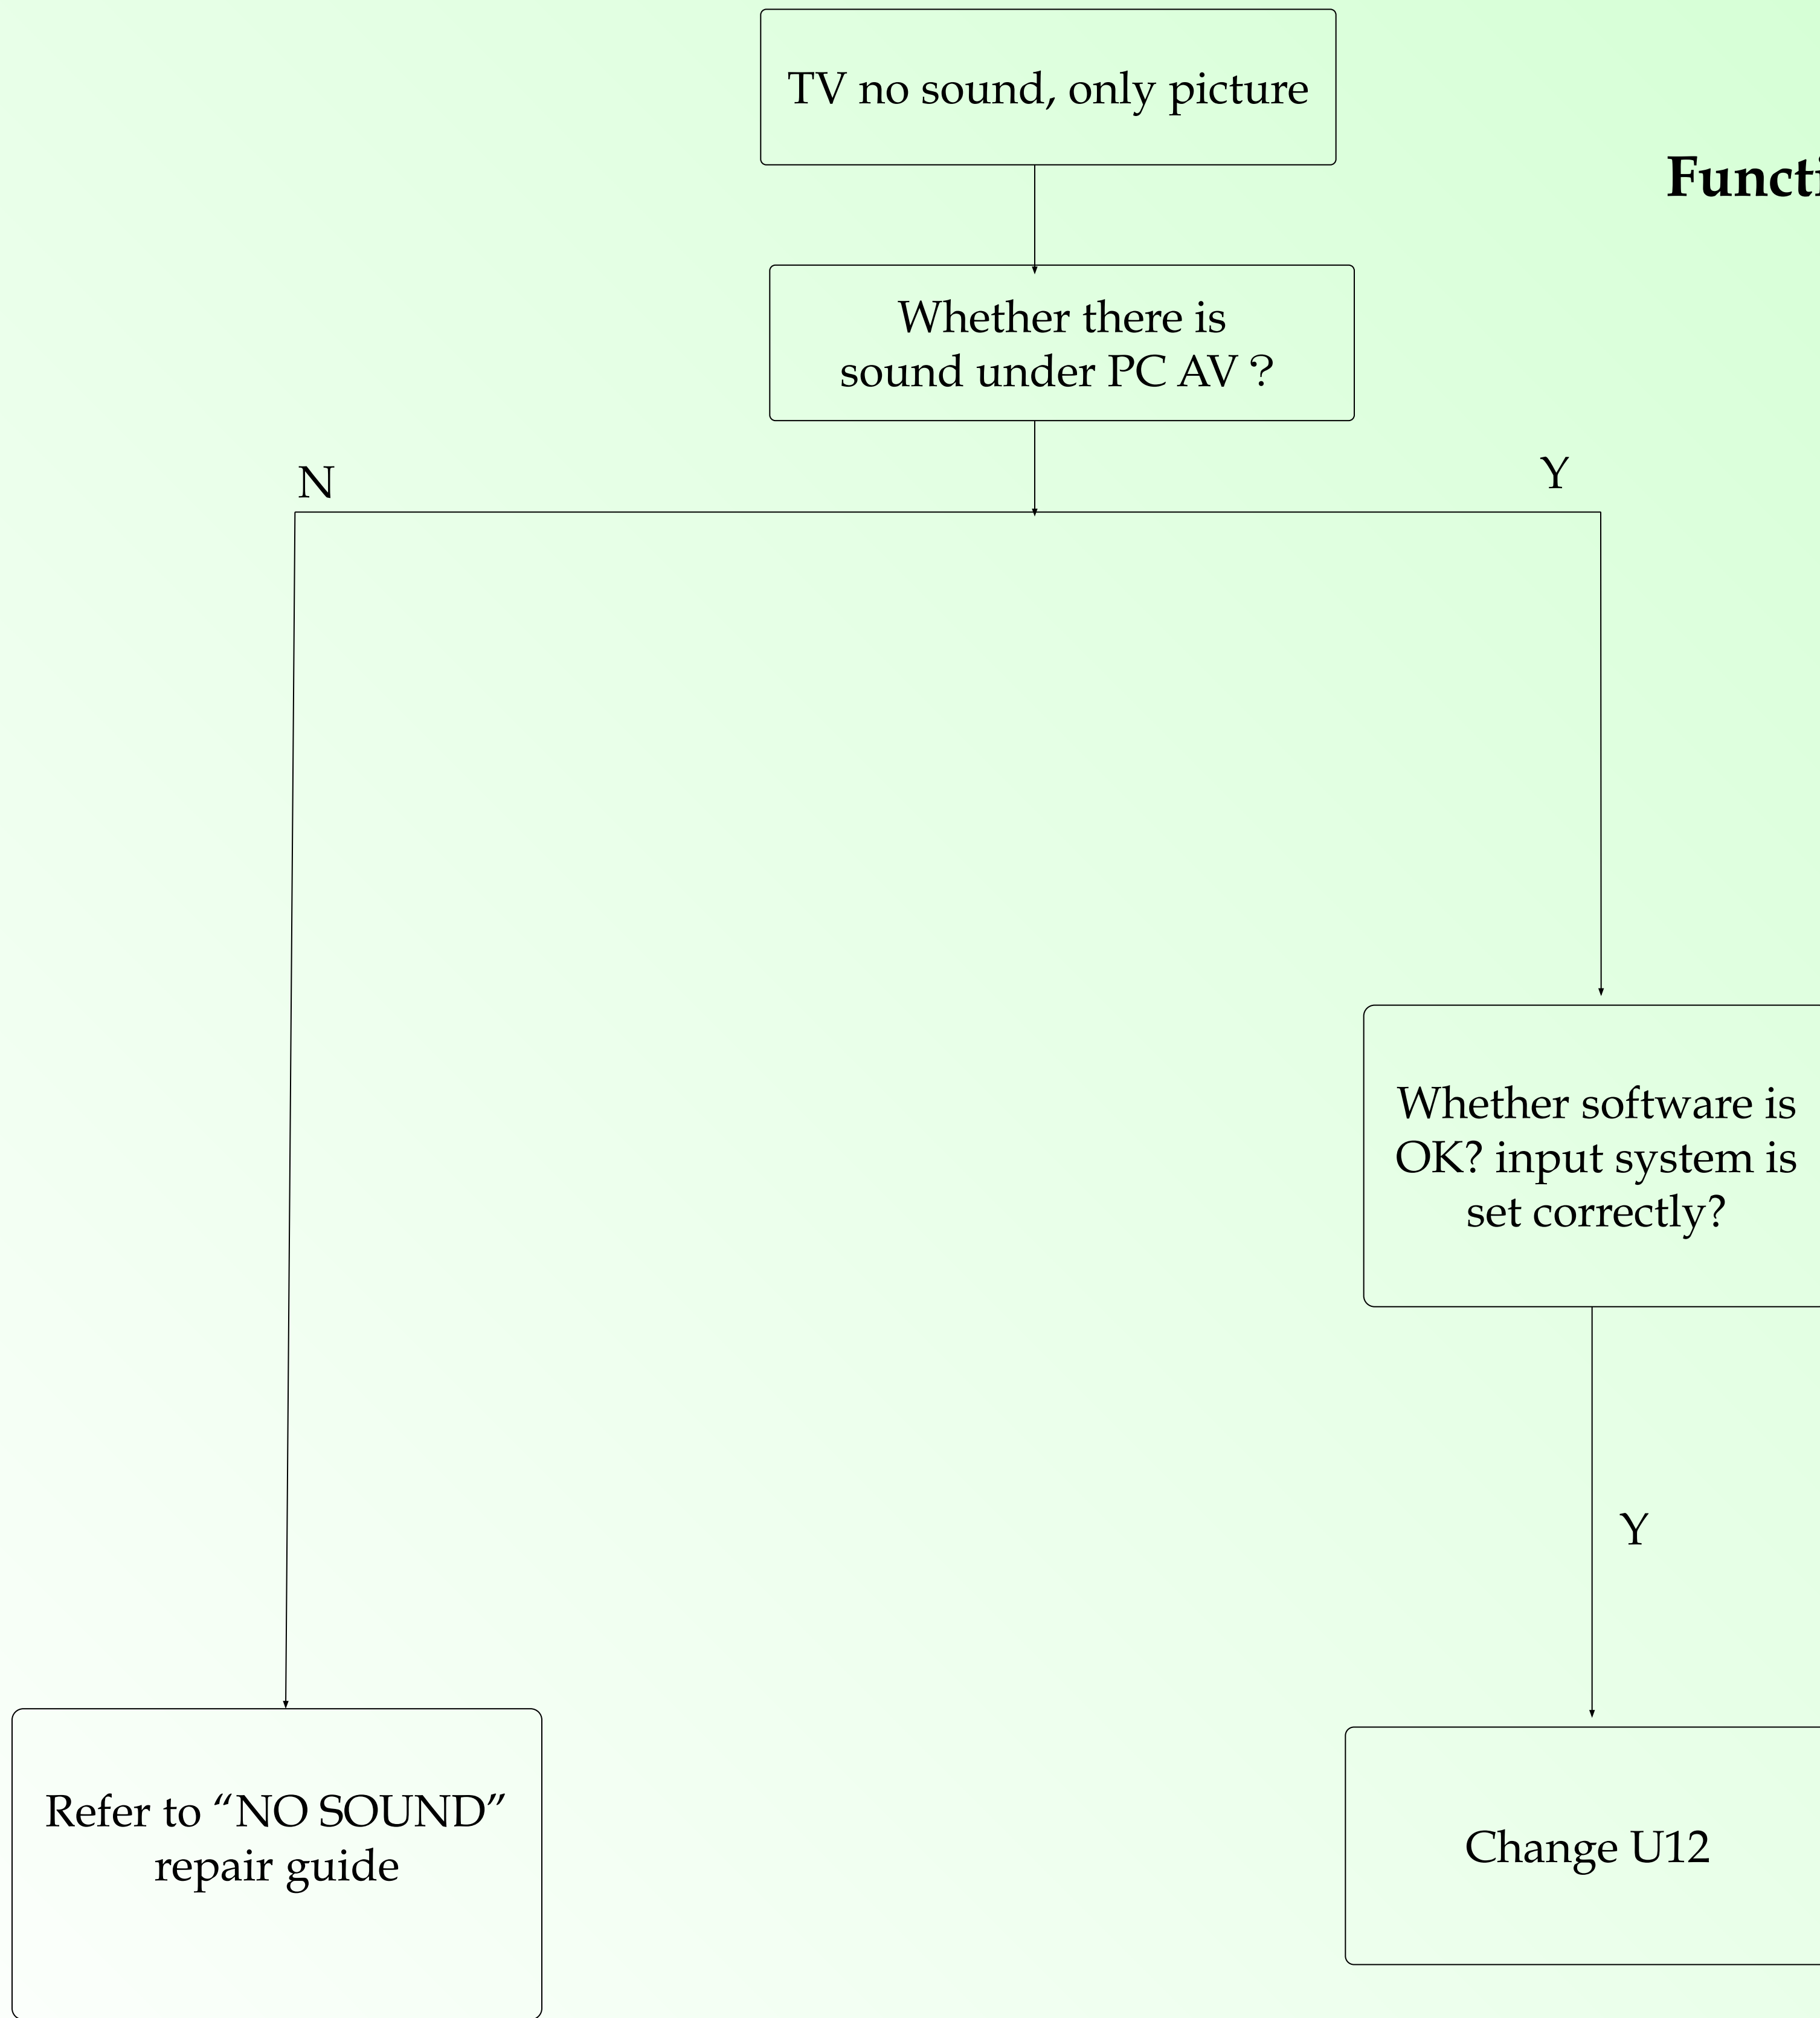 TV no sound, only picture
Whether there is
sound under PC AV ?
N
Y
Whether software is
OK? input system is
set correctly?
Y
Refer to “NO SOUND”
repair guide
Change U12